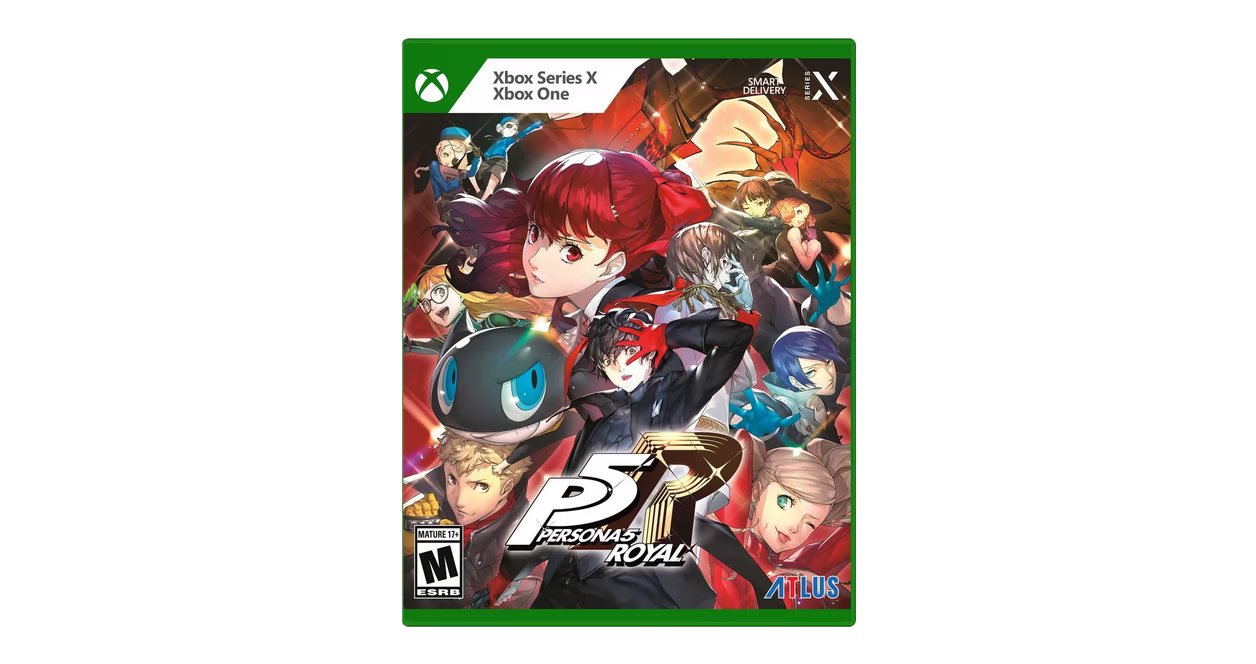 Xbox Series X
Xbox One
SMART
DELIVERY
SERIES X
P5R
PERSONA5
ROYAL
MATURE 17+
M
ESRB
ATLUS